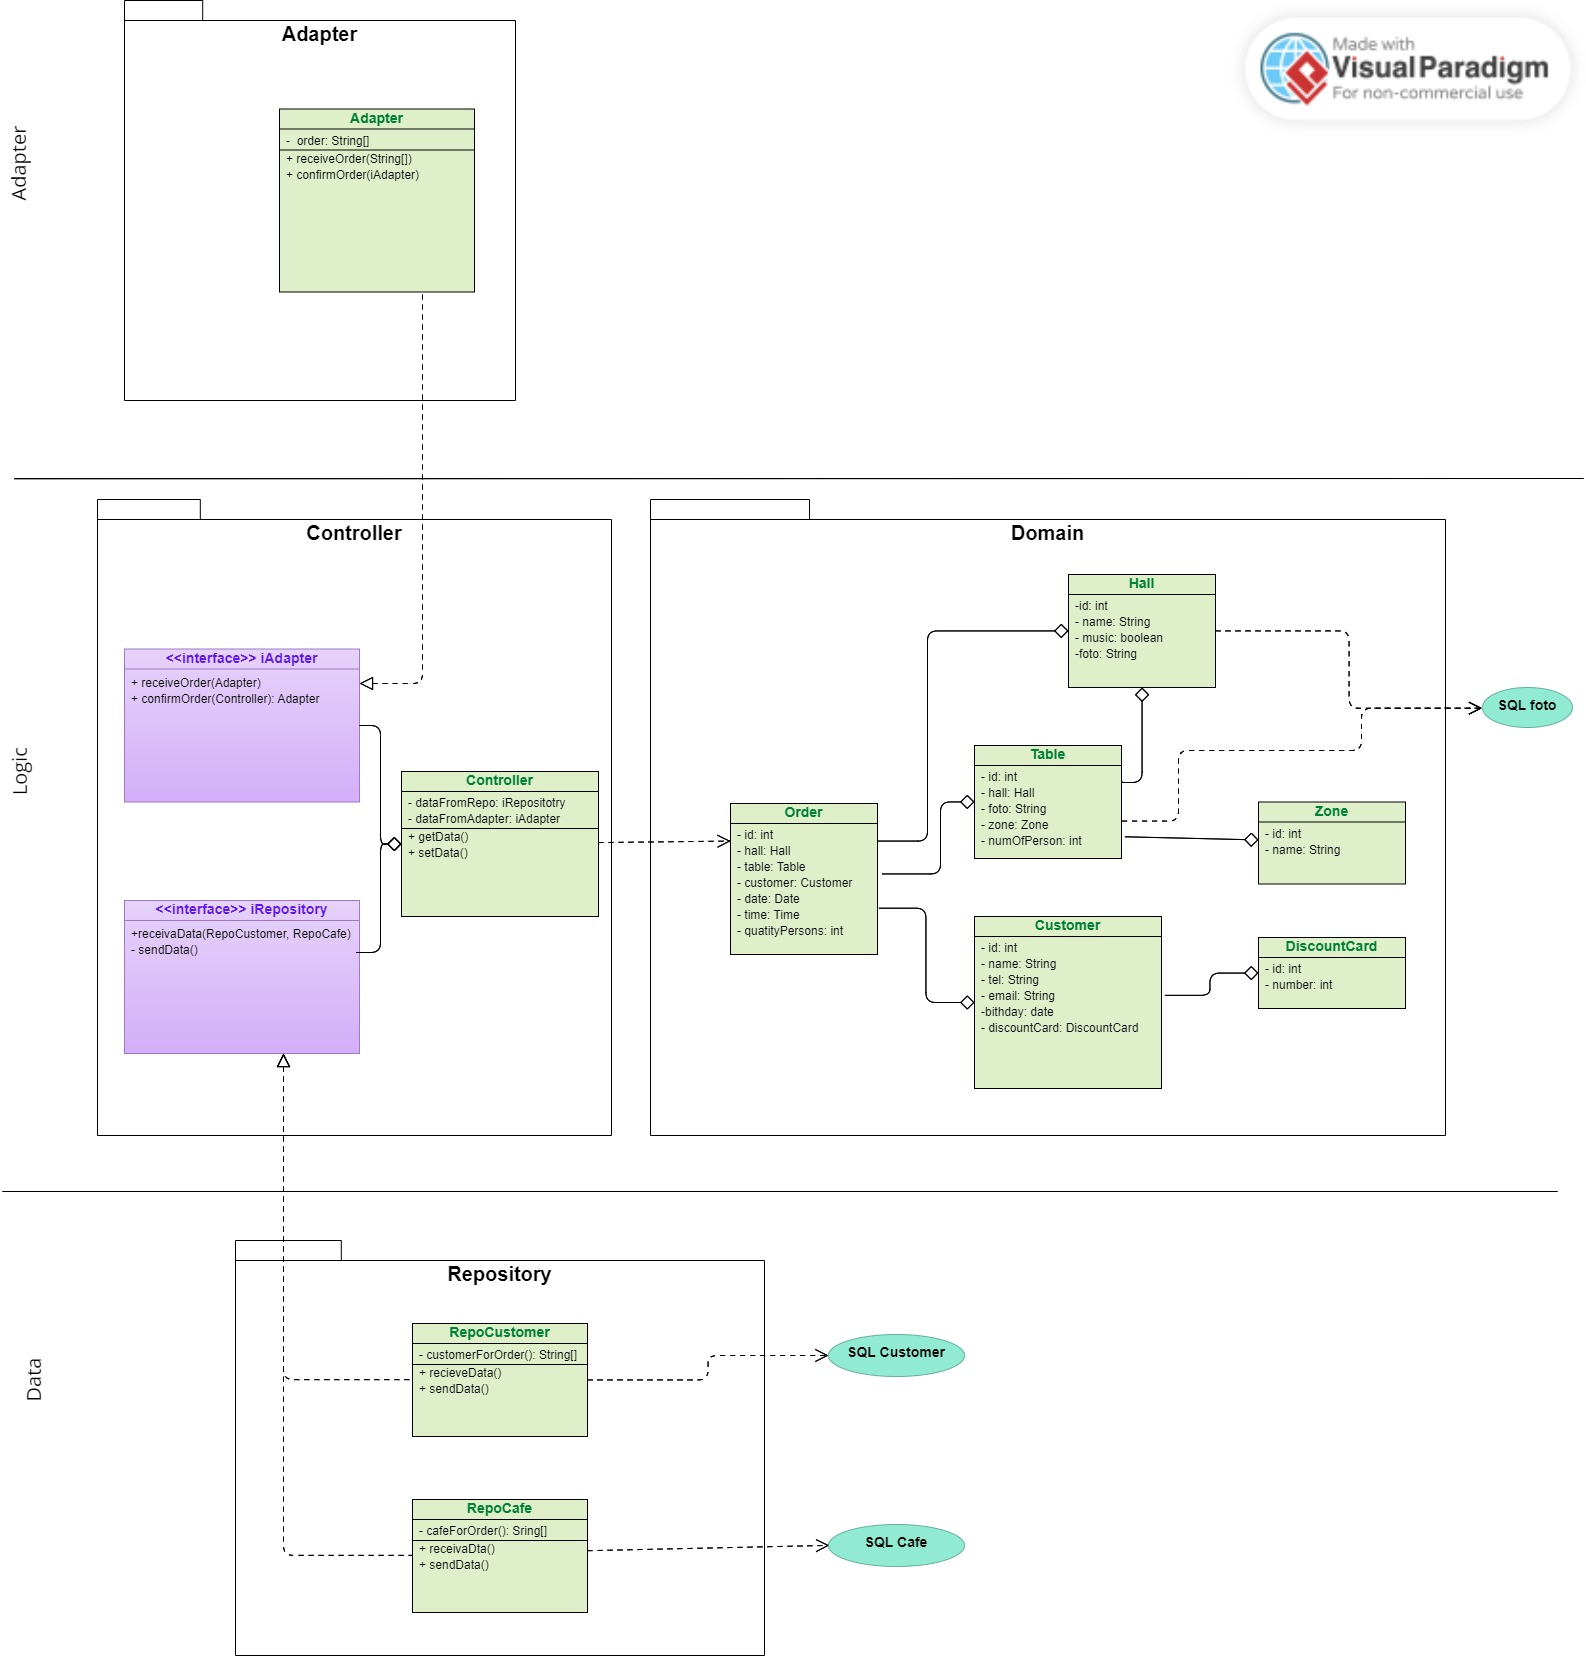 Made with
Visual Paradigm
For non-commercial use
Adapter
Adapter
Adapter
- order: String[]
+ receiveOrder(String[])
+ confirmOrder(iAdapter)
Logic
Controller
<<interface>> iAdapter
+ receiveOrder(Adapter)
+ confirmOrder(Controller): Adapter
Controller
- dataFromRepo: iRepositotry
- dataFromAdapter: iAdapter
+ getData()
+ setData()
<<interface>> iRepository
+receivaData(RepoCustomer, RepoCafe)
- sendData()
Domain
Hall
-id: int
- name: String
- music: boolean
-foto: String
SQL foto
Table
- id: int
- hall: Hall
- foto: String
- zone: Zone
- numOfPerson: int
Zone
- id: int
- name: String
Order
- id: int
- hall: Hall
- table: Table
- customer: Customer
- date: Date
- time: Time
- quatityPersons: int
Customer
- id: int
- name: String
- tel: String
- email: String
-bithday: date
- discountCard: DiscountCard
DiscountCard
- id: int
- number: int
Data
Repository
RepoCustomer
- customerForOrder(): String[]
+ recieveData()
+ sendData()
SQL Customer
RepoCafe
- cafeForOrder(): Sring[]
+ receivaDta()
+ sendData()
SQL Cafe